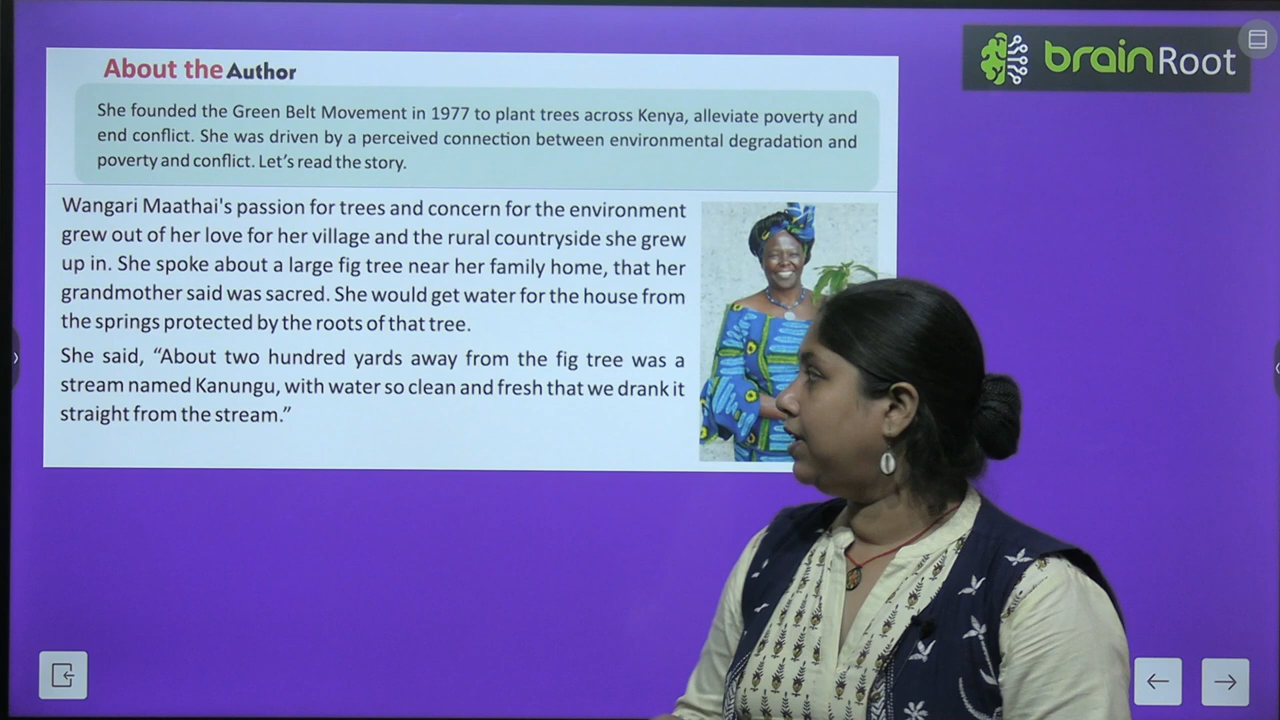 About the Author
brainRoot
She founded the Green Belt Movement in 1977 to plant trees across Kenya, alleviate poverty and
end conflict. She was driven by a perceived connection between environmental degradation and
poverty and conflict. Let’s read the story.
Wangari Maathai's passion for trees and concern for the environment
grew out of her love for her village and the rural countryside she grew
up in. She spoke about a large fig tree near her family home, that her
grandmother said was sacred. She would get water for the house from
the springs protected by the roots of that tree.
She said, “About two hundred yards away from the fig tree was a
stream named Kanungu, with water so clean and fresh that we drank it
straight from the stream.”